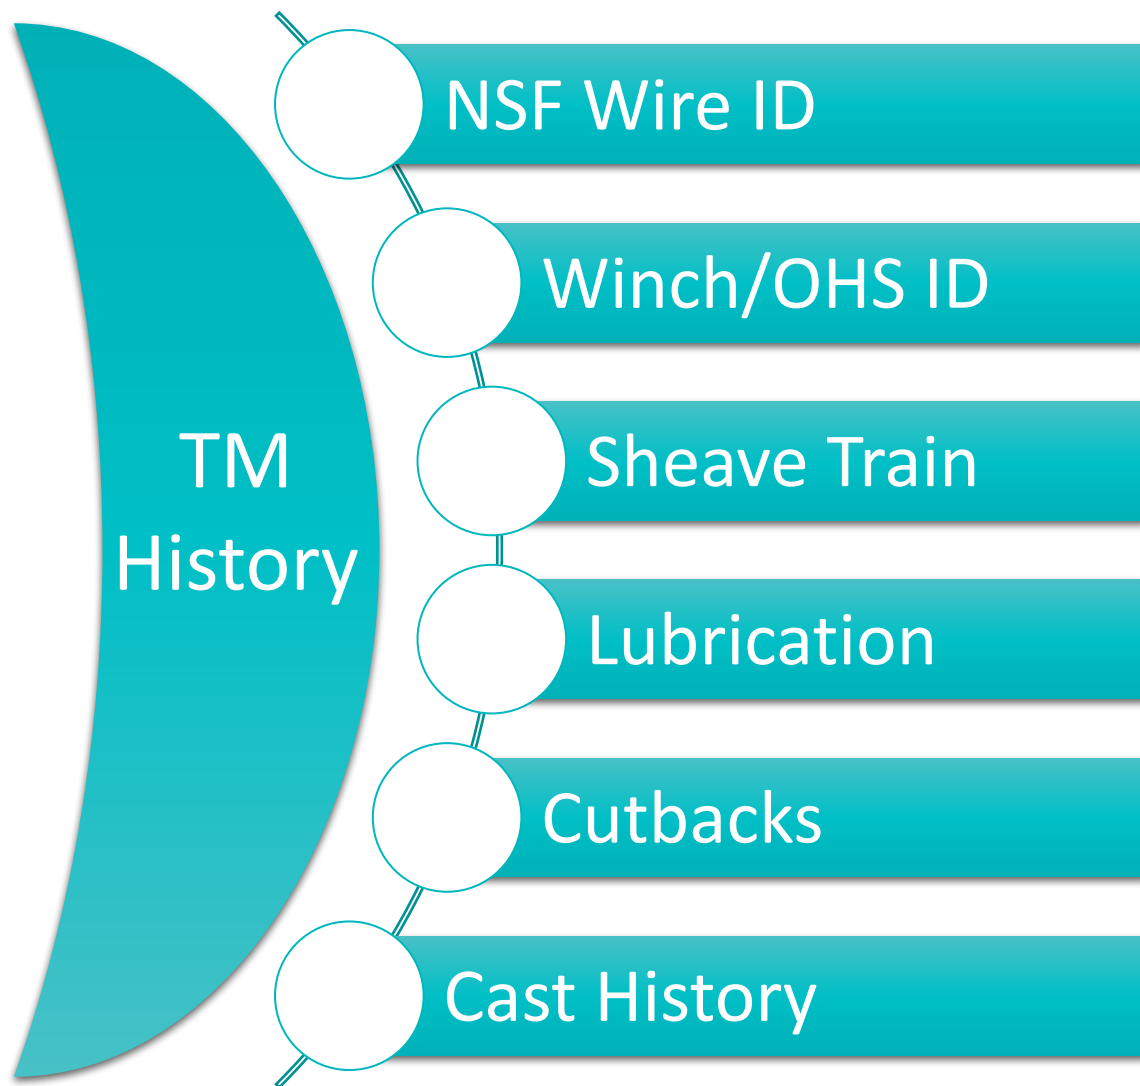 TM
History
NSF Wire ID
Winch/OHS ID
Sheave Train
Lubrication
Cutbacks
Cast History